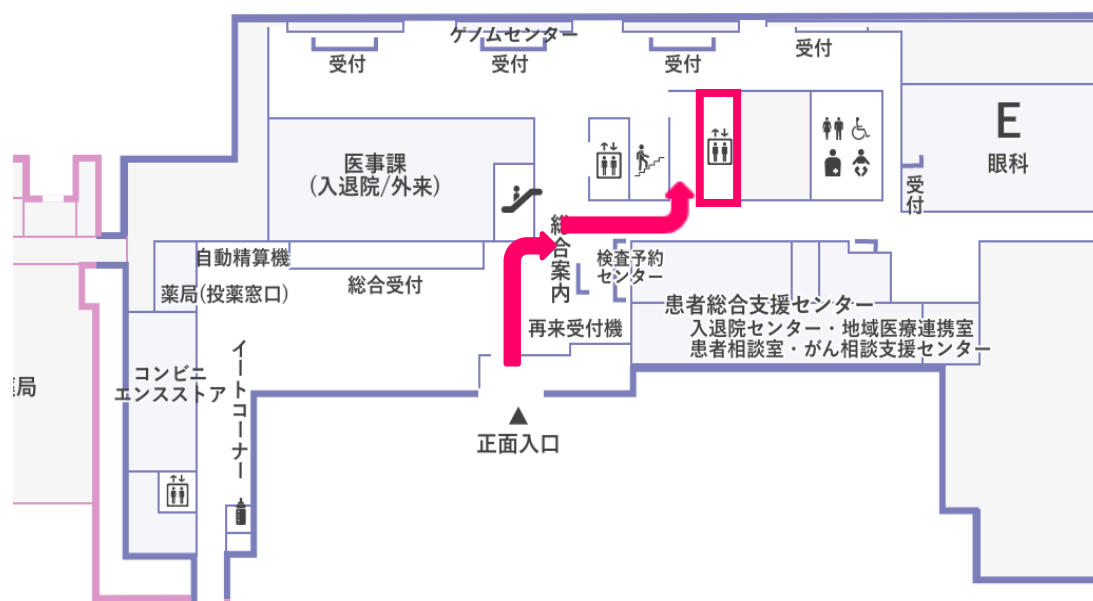 ゲノムセンター
受付
受付
受付
受付
E
眼科
受付
医事課
(入退院/外来)
総合案内
検査予約
センター
自動精算機
薬局(投薬窓口)
総合受付
再来受付機
患者総合支援センター
入退院センター・地域医療連携室
患者相談室・がん相談支援センター
コンビニ
エンスストア
イートコーナー
正面入口
局